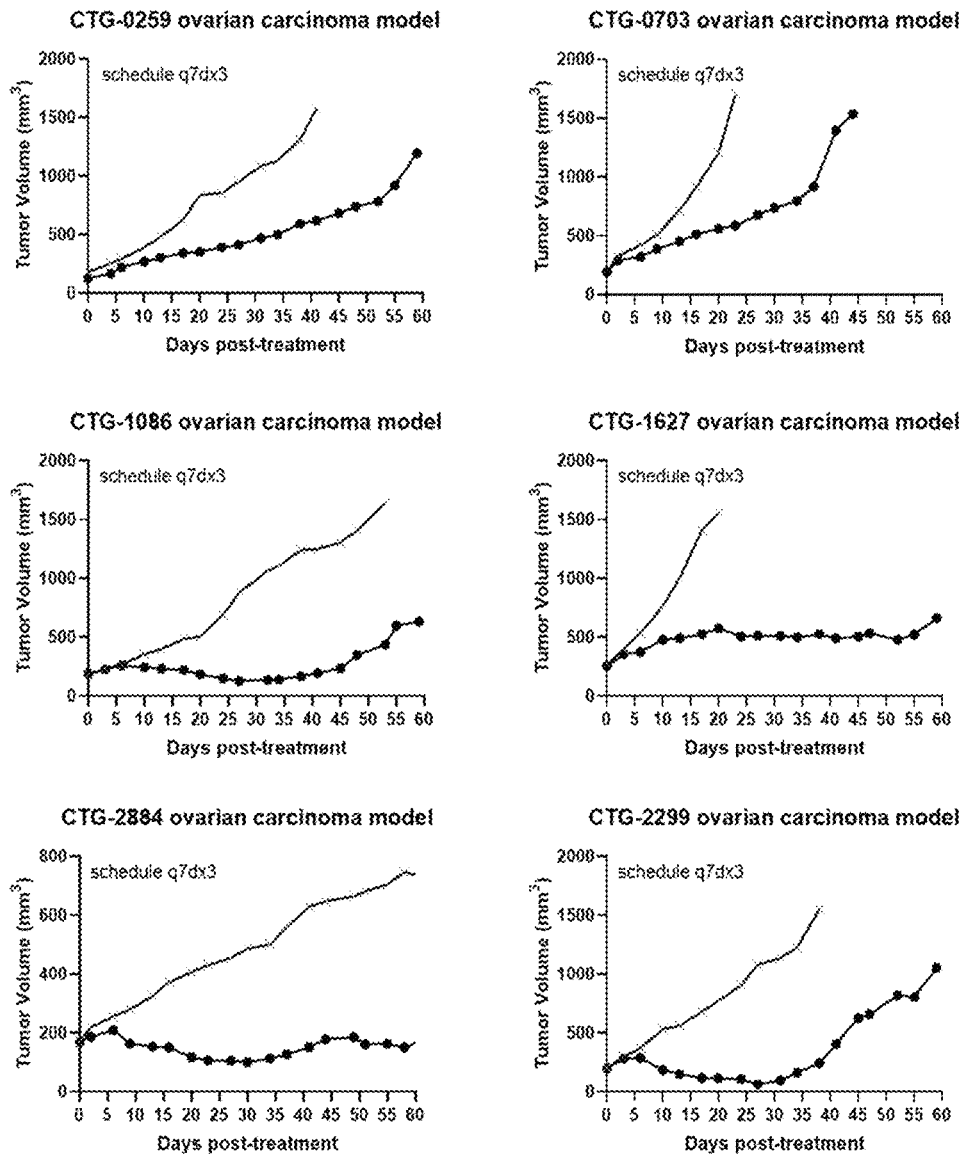 CTG-0259 ovarian carcinoma model
2000
1500
1000
500
0
Tumor Volume (mm³)
schedule q7dx3
0 5 10 15 20 25 30 35 40 45 50 55 60
Days post-treatment
CTG-0703 ovarian carcinoma model
2000
1500
1000
500
0
Tumor Volume (mm³)
schedule q7dx3
0 5 10 15 20 25 30 35 40 45 50 55 60
Days post-treatment
CTG-1086 ovarian carcinoma model
2000
1500
1000
500
0
Tumor Volume (mm³)
schedule q7dx3
0 5 10 15 20 25 30 35 40 45 50 55 60
Days post-treatment
CTG-1627 ovarian carcinoma model
2000
1500
1000
500
0
Tumor Volume (mm³)
schedule q7dx3
0 5 10 15 20 25 30 35 40 45 50 55 60
Days post-treatment
CTG-2884 ovarian carcinoma model
800
600
400
200
0
Tumor Volume (mm³)
schedule q7dx3
0 5 10 15 20 25 30 35 40 45 50 55 60
Days post-treatment
CTG-2299 ovarian carcinoma model
2000
1500
1000
500
0
Tumor Volume (mm³)
schedule q7dx3
0 5 10 15 20 25 30 35 40 45 50 55 60
Days post-treatment